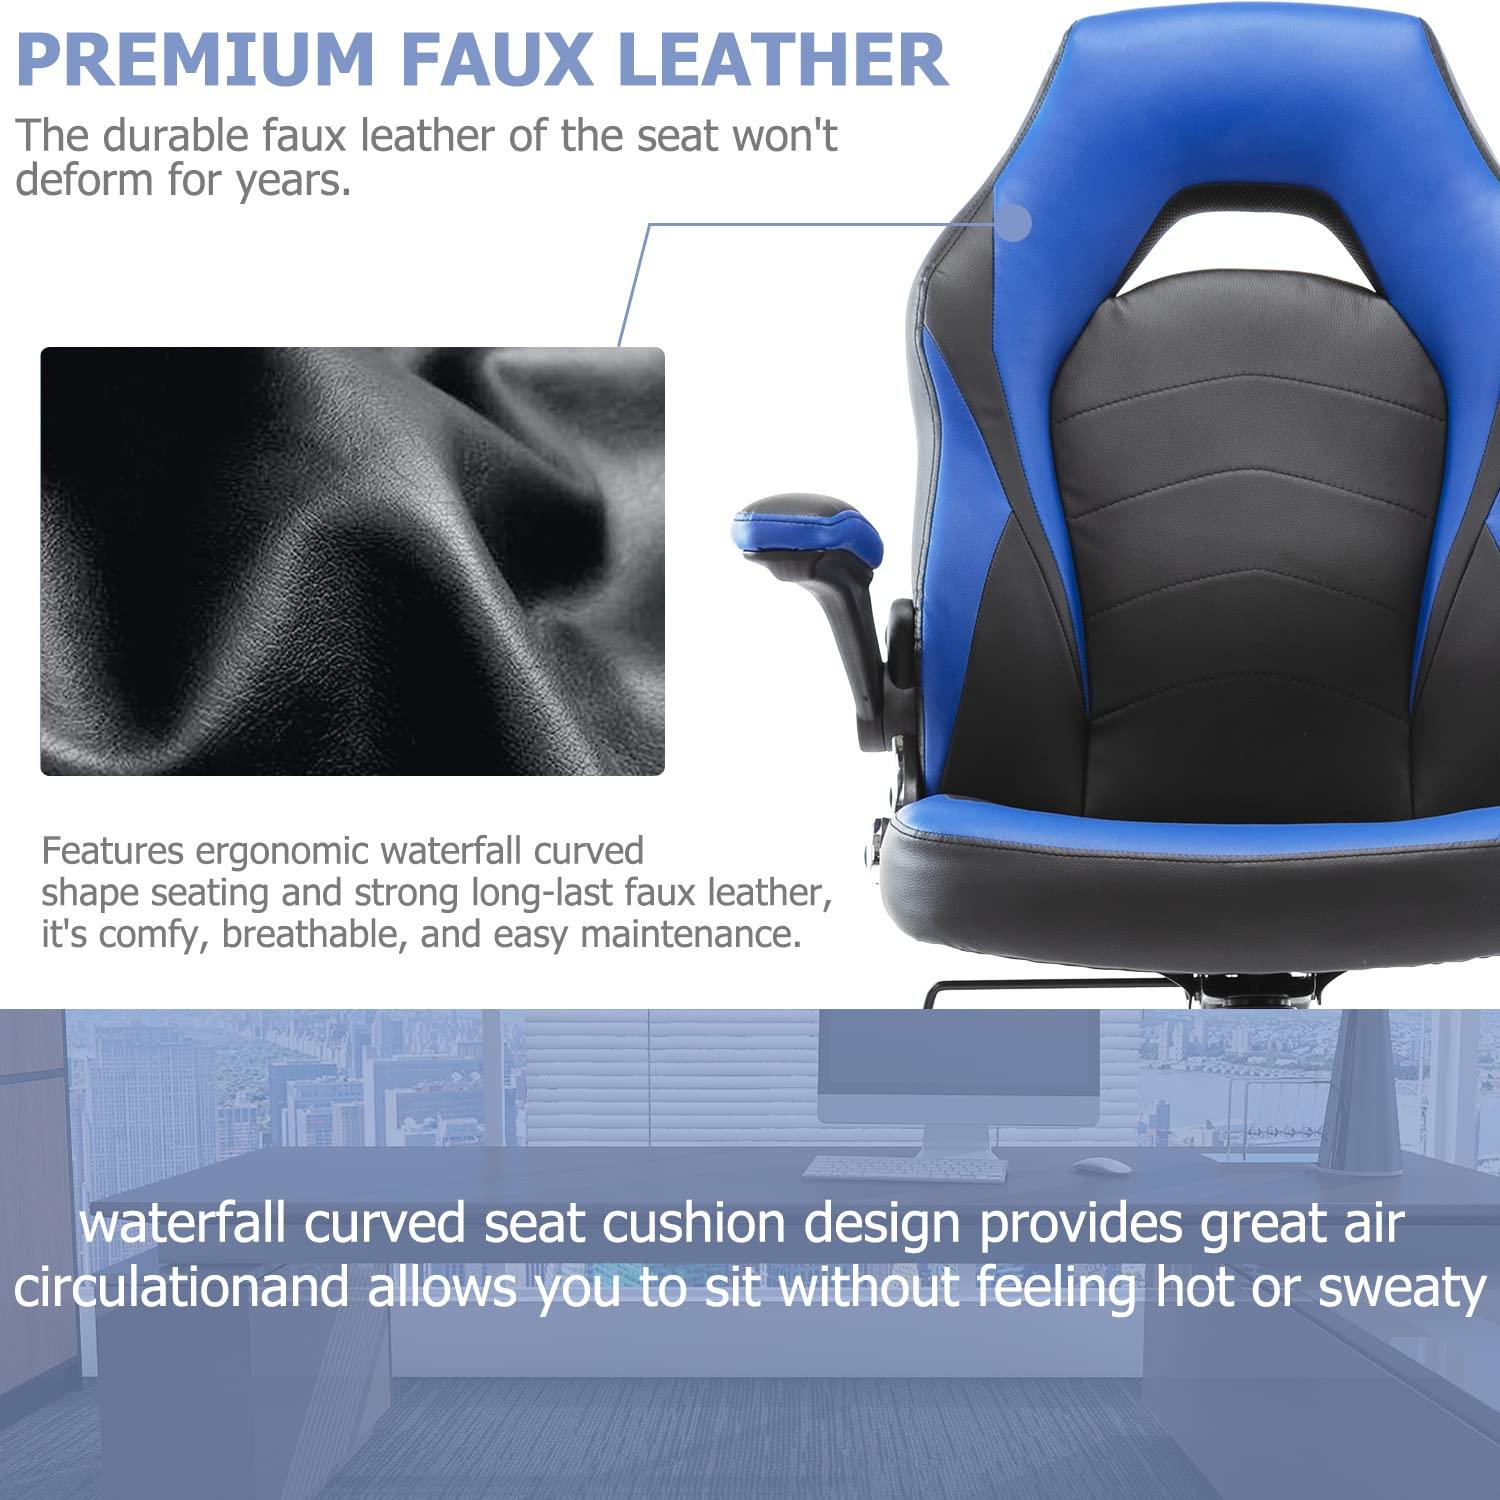 PREMIUM FAUX LEATHER
The durable faux leather of the seat won't
deform for years.
Features ergonomic waterfall curved
shape seating and strong long-last faux leather,
it's comfy, breathable, and easy maintenance.
waterfall curved seat cushion design provides great air
circulationand allows you to sit without feeling hot or sweaty